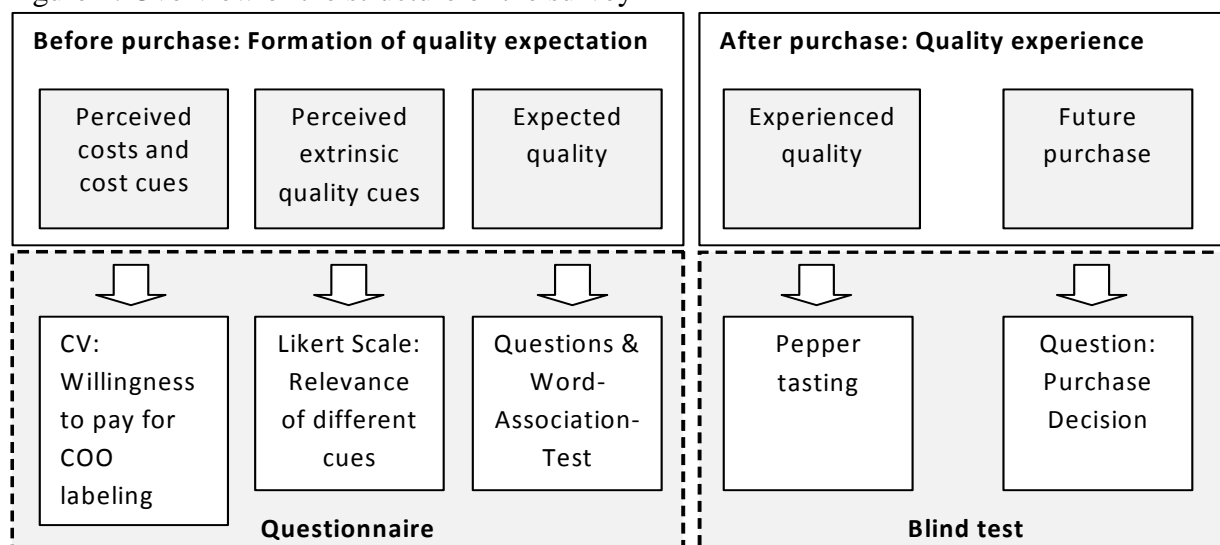 Before purchase: Formation of quality expectation
Perceived
costs and
cost cues
Perceived
extrinsic
quality cues
Expected
quality
After purchase: Quality experience
Experienced
quality
Future
purchase
CV:
Willingness
to pay for
COO
labeling
Likert Scale:
Relevance
of different
cues
Questions &
Word-
Association-
Test
Questionnaire
Pepper
tasting
Question:
Purchase
Decision
Blind test